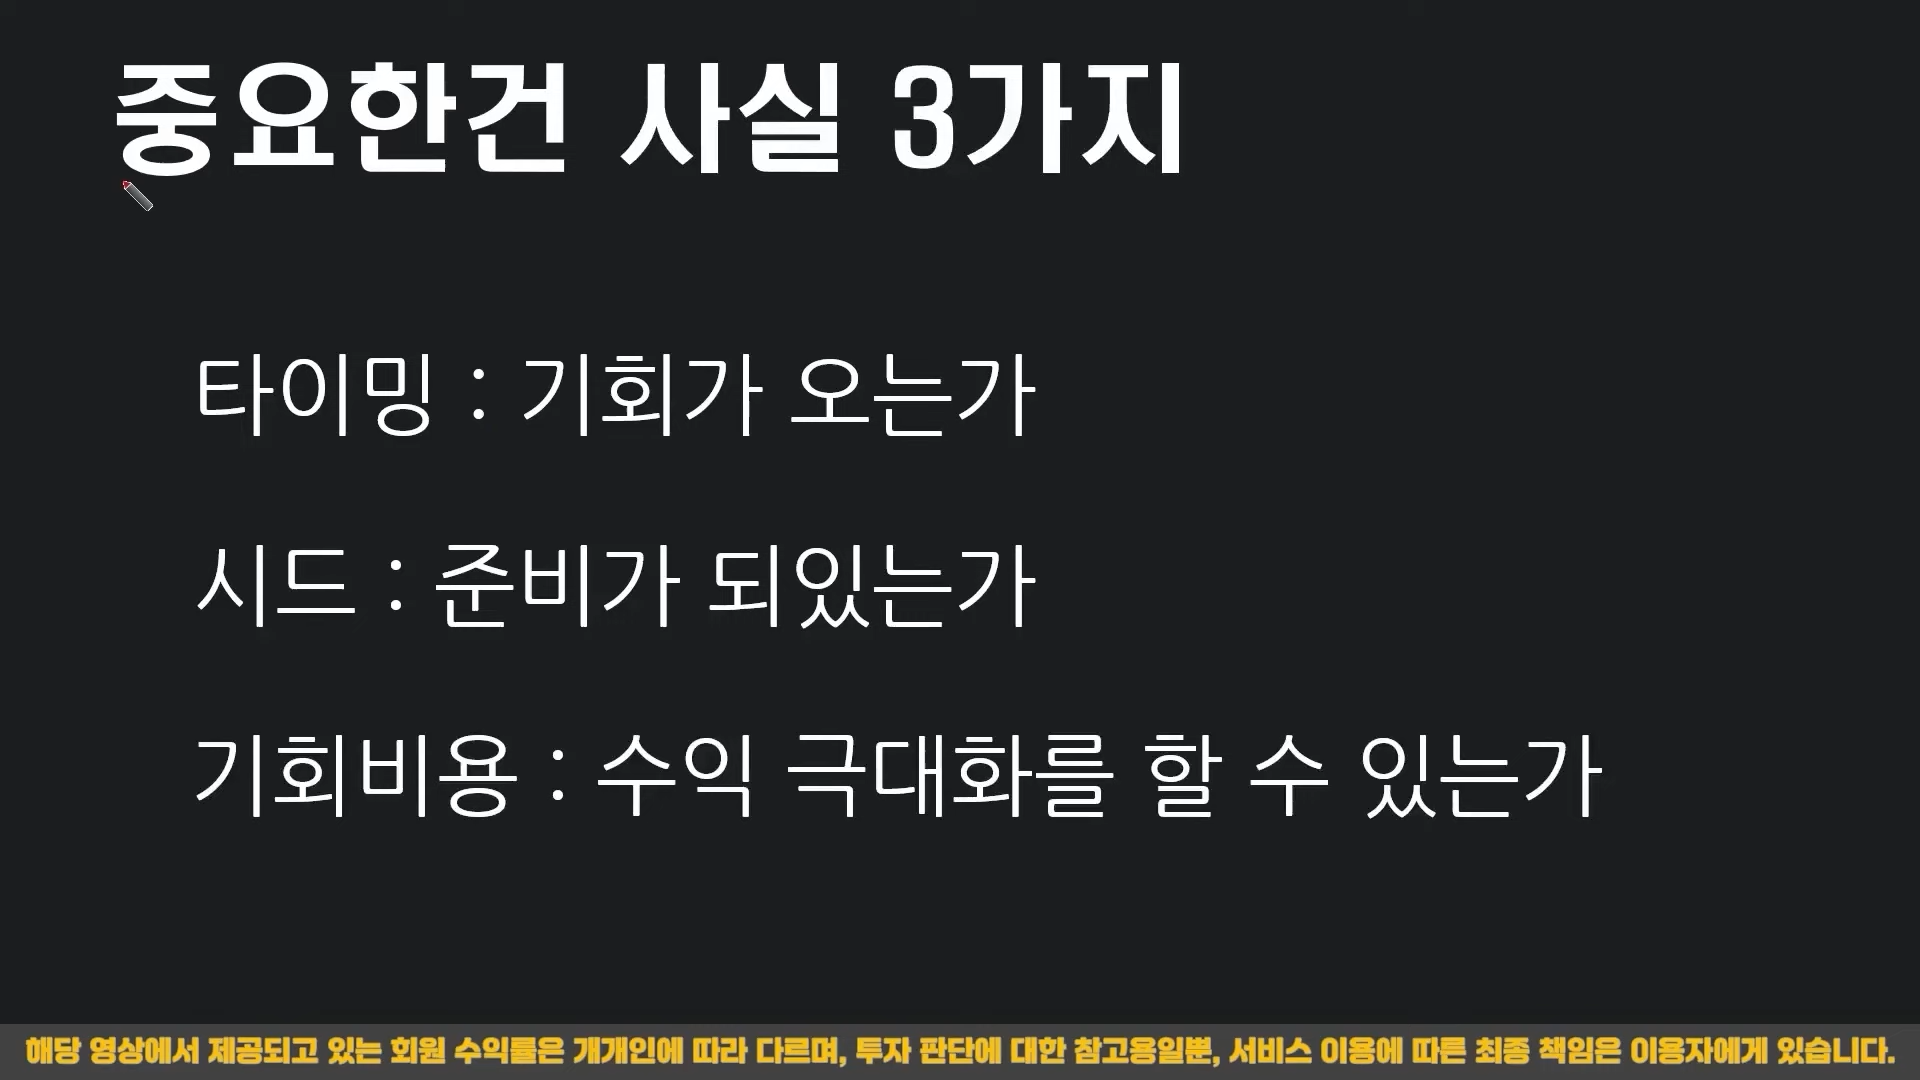 중요한건 사실 3가지
타이밍 : 기회가 오는가
시드 : 준비가 되있는가
기회비용 : 수익 극대화를 할 수 있는가
해당 영상에서 제공되고 있는 회원 수익률은 개개인에 따라 다르며, 투자 판단에 대한 참고용일뿐, 서비스 이용에 따른 최종 책임은 이용자에게 있습니다.